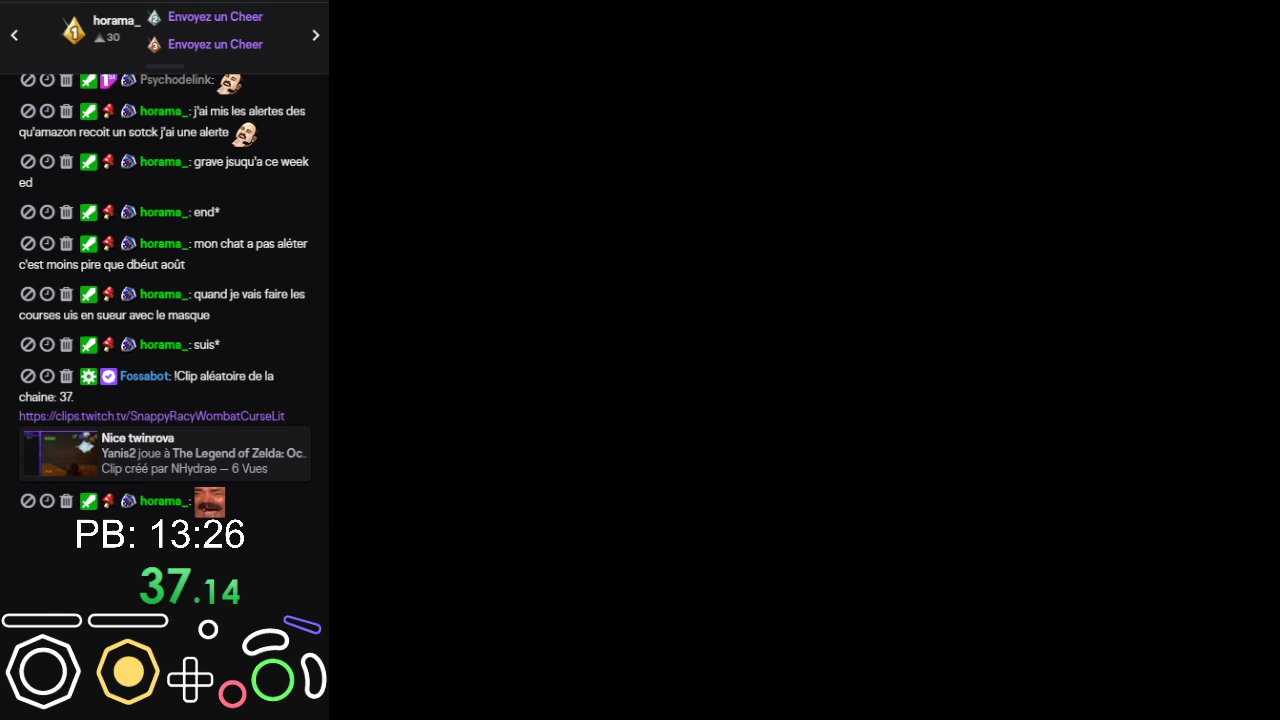 horama_
30
2 Envoyez un Cheer
3 Envoyez un Cheer
1
Psychodelink:
horama_: j'ai mis les alertes des
qu'amazon recoit un sotck j'ai une alerte
horama_: grave jsuqu'a ce week
ed
horama_: end*
horama_: mon chat a pas aléter
c'est moins pire que dbéut août
horama_: quand je vais faire les
courses uis en sueur avec le masque
horama_: suis*
Fossabot: !Clip aléatoire de la
chaine: 37.
https://clips.twitch.tv/SnappyRacyWombatCurseLit
Nice twinrova
Yanis2 joue à The Legend of Zelda: Oc..
Clip créé par NHydrae — 6 Vues
horama_:
PB: 13:26
37.14